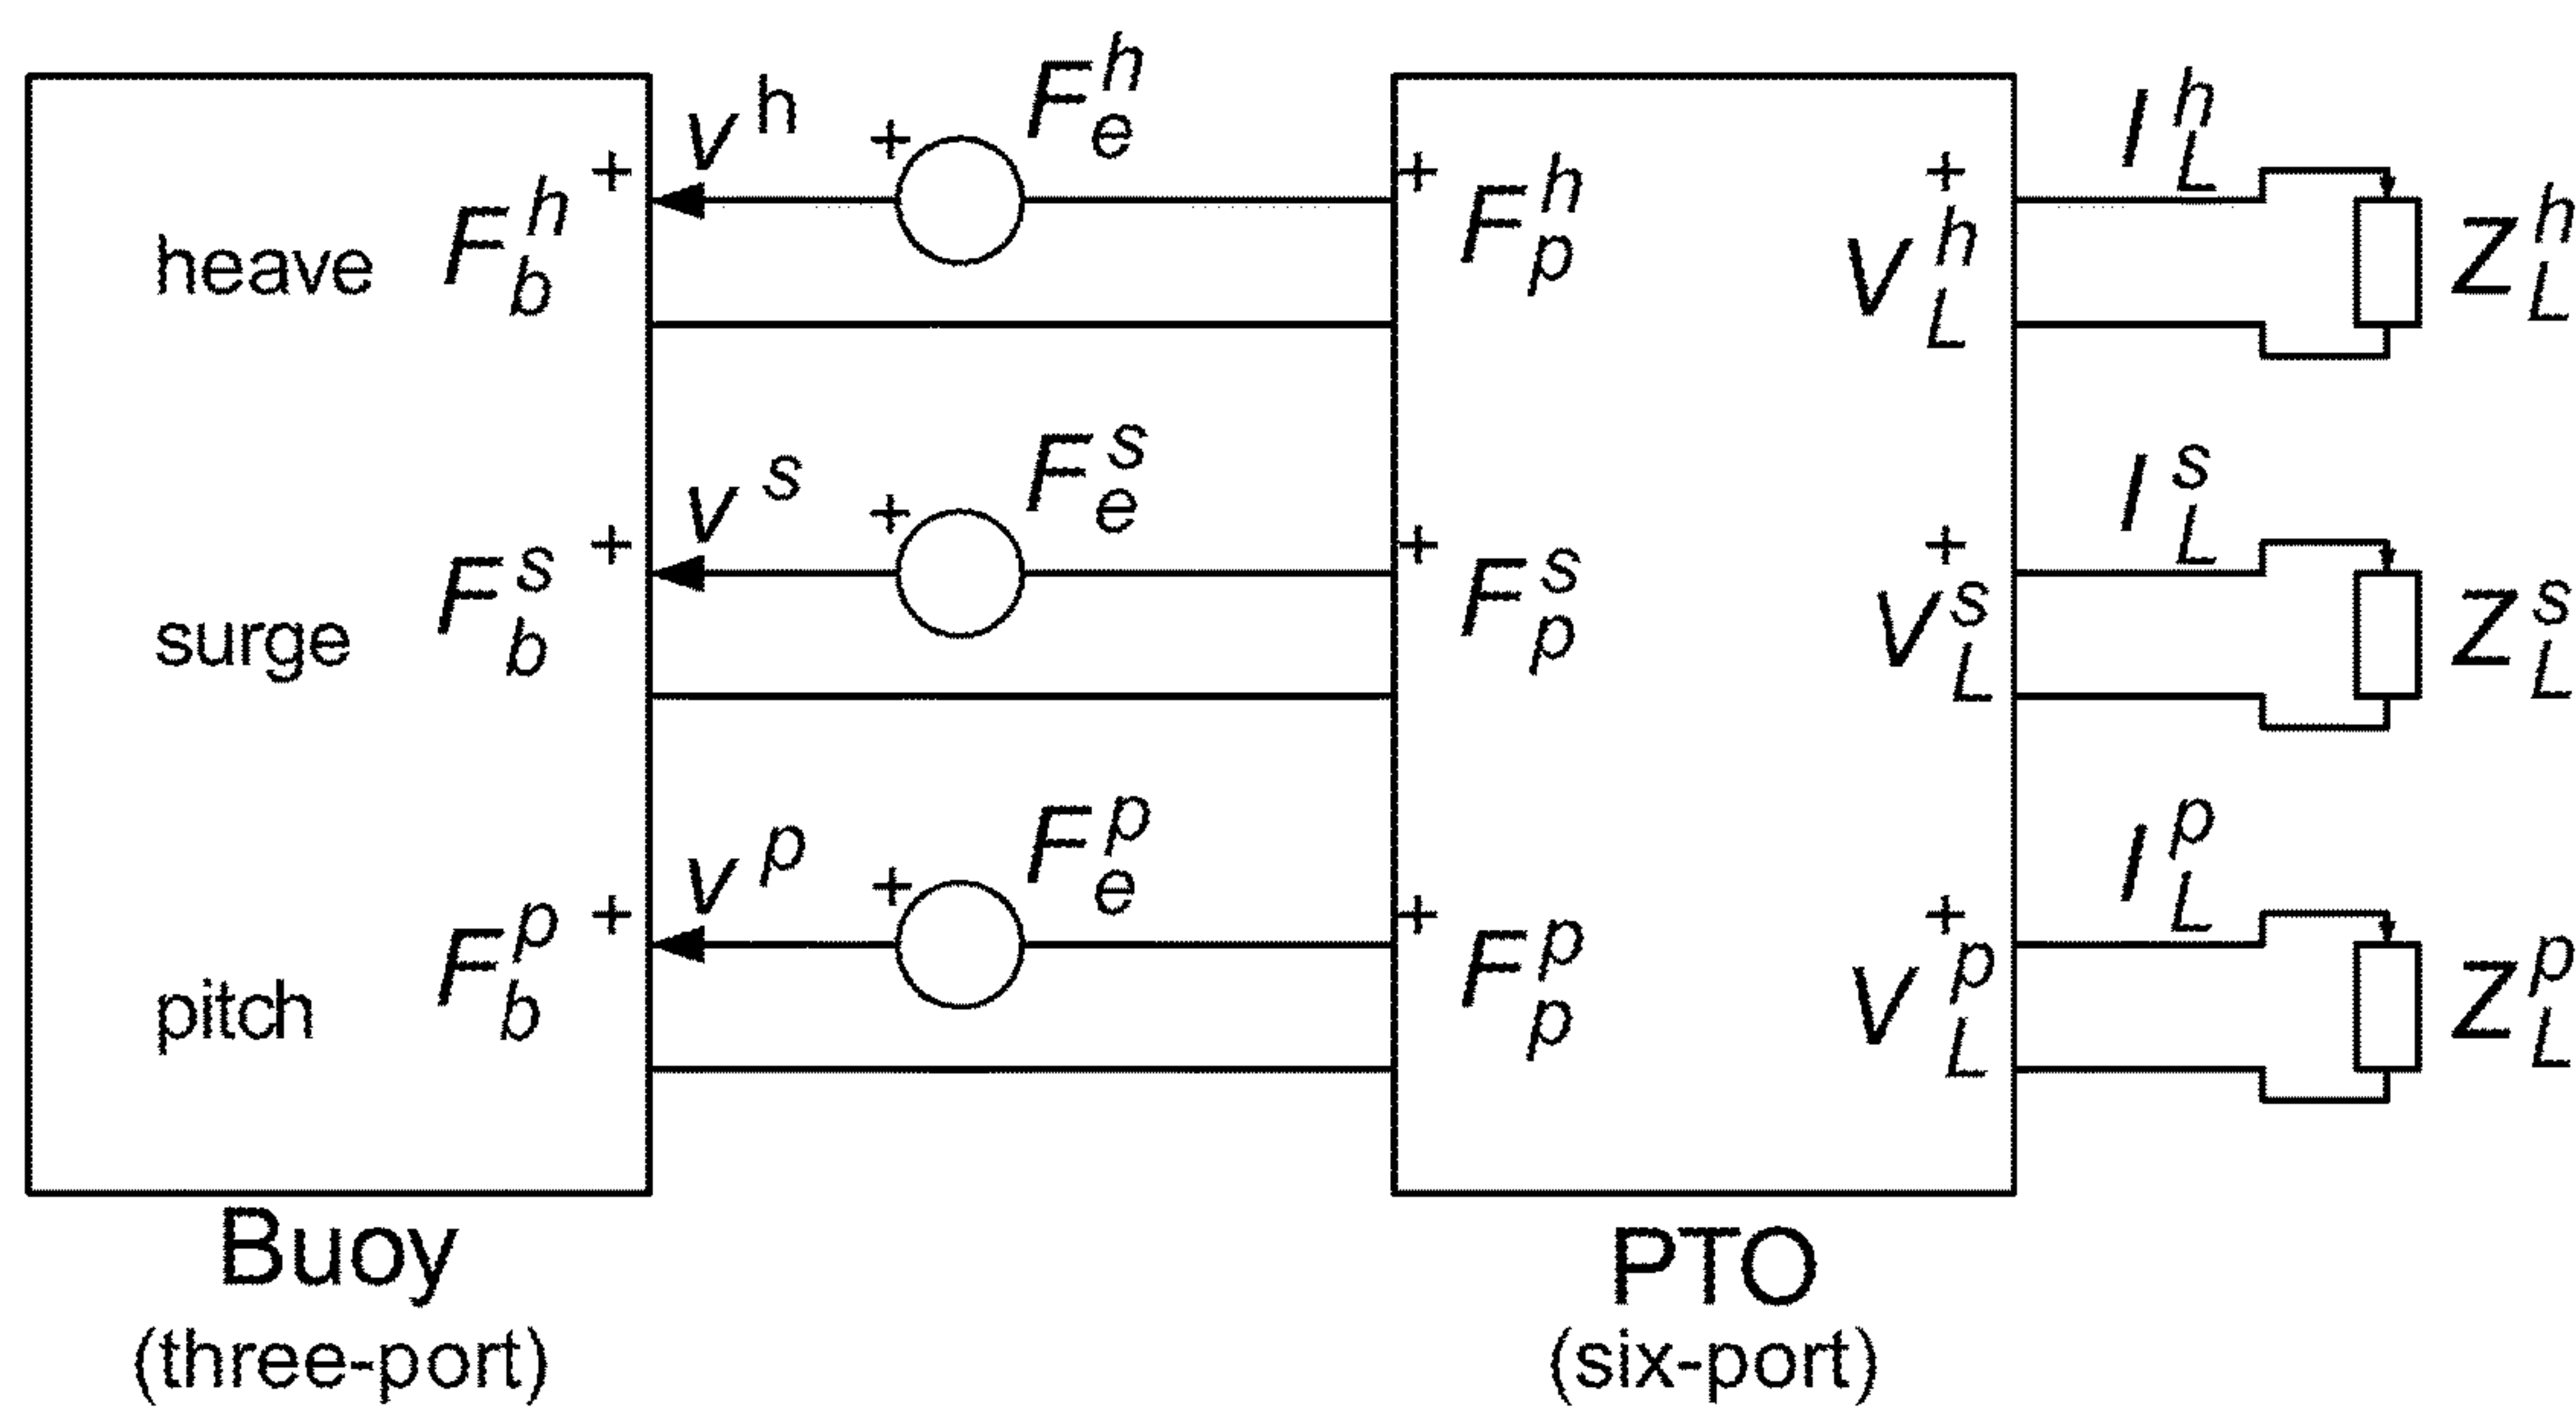 v^h + F_e^h
heave F_b^h + + F_p^h + V_L^h I_L^h Z_L^h
v^s + F_e^s
surge F_b^s + + F_p^s + V_L^s I_L^s Z_L^s
v^p + F_e^p
pitch F_b^p + + F_p^p + V_L^p I_L^p Z_L^p
Buoy PTO
(three-port) (six-port)